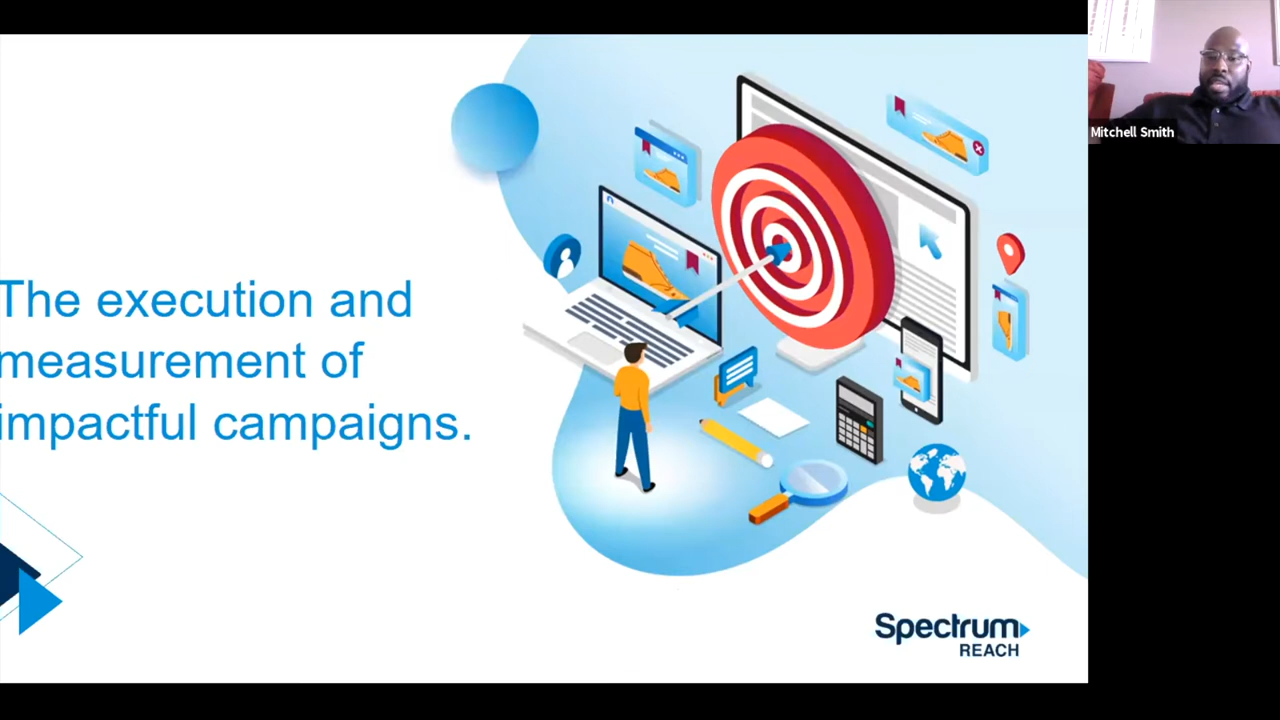 The execution and
measurement of
impactful campaigns.
Spectrum
REACH
Mitchell Smith